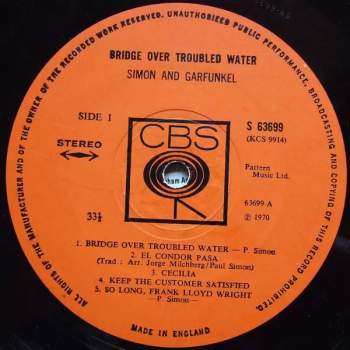 ALL RIGHTS OF THE MANUFACTURER AND OF THE OWNER OF THE RECORDED WORK RESERVED. UNAUTHORISED PUBLIC PERFORMANCE, BROADCASTING AND COPYING OF THIS RECORD PROHIBITED.
BRIDGE OVER TROUBLED WATER
SIMON AND GARFUNKEL
SIDE 1
CBS
S 63699
(KCS 9914)
STEREO
Pattern
Music Ltd.
63699 A
33⅓
℗ 1970
1. BRIDGE OVER TROUBLED WATER — P. Simon
2. EL CONDOR PASA
(Trad : Arr. Jorge Milchberg/Paul Simon)
3. CECILIA
4. KEEP THE CUSTOMER SATISFIED
5. SO LONG, FRANK LLOYD WRIGHT
— P. Simon —
MADE IN ENGLAND